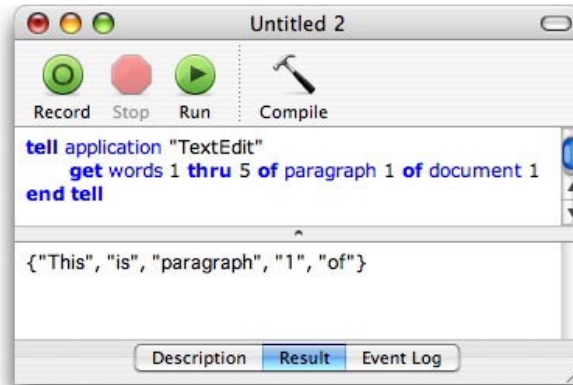 Untitled 2
Record Stop Run Compile
tell application "TextEdit"
get words 1 thru 5 of paragraph 1 of document 1
end tell
{"This", "is", "paragraph", "1", "of"}
Description Result Event Log